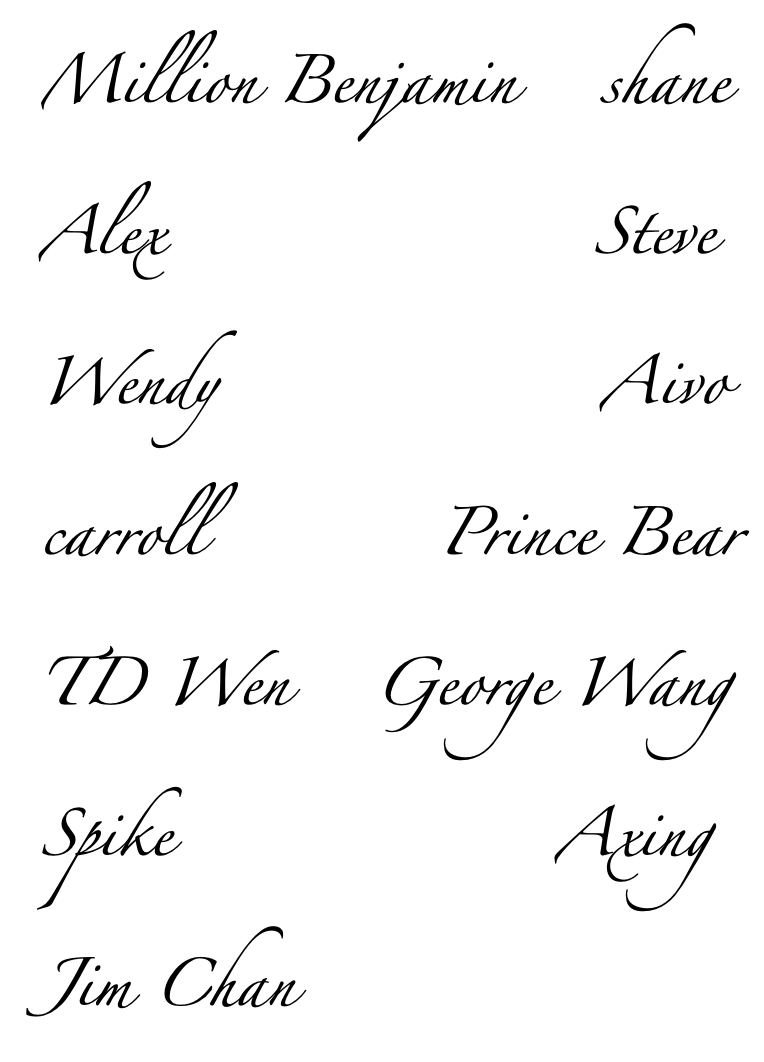 Million Benjamin shane
Alex Steve
Wendy Aivo
carroll Prince Bear
TD Wen George Wang
Spike Axing
Jim Chan